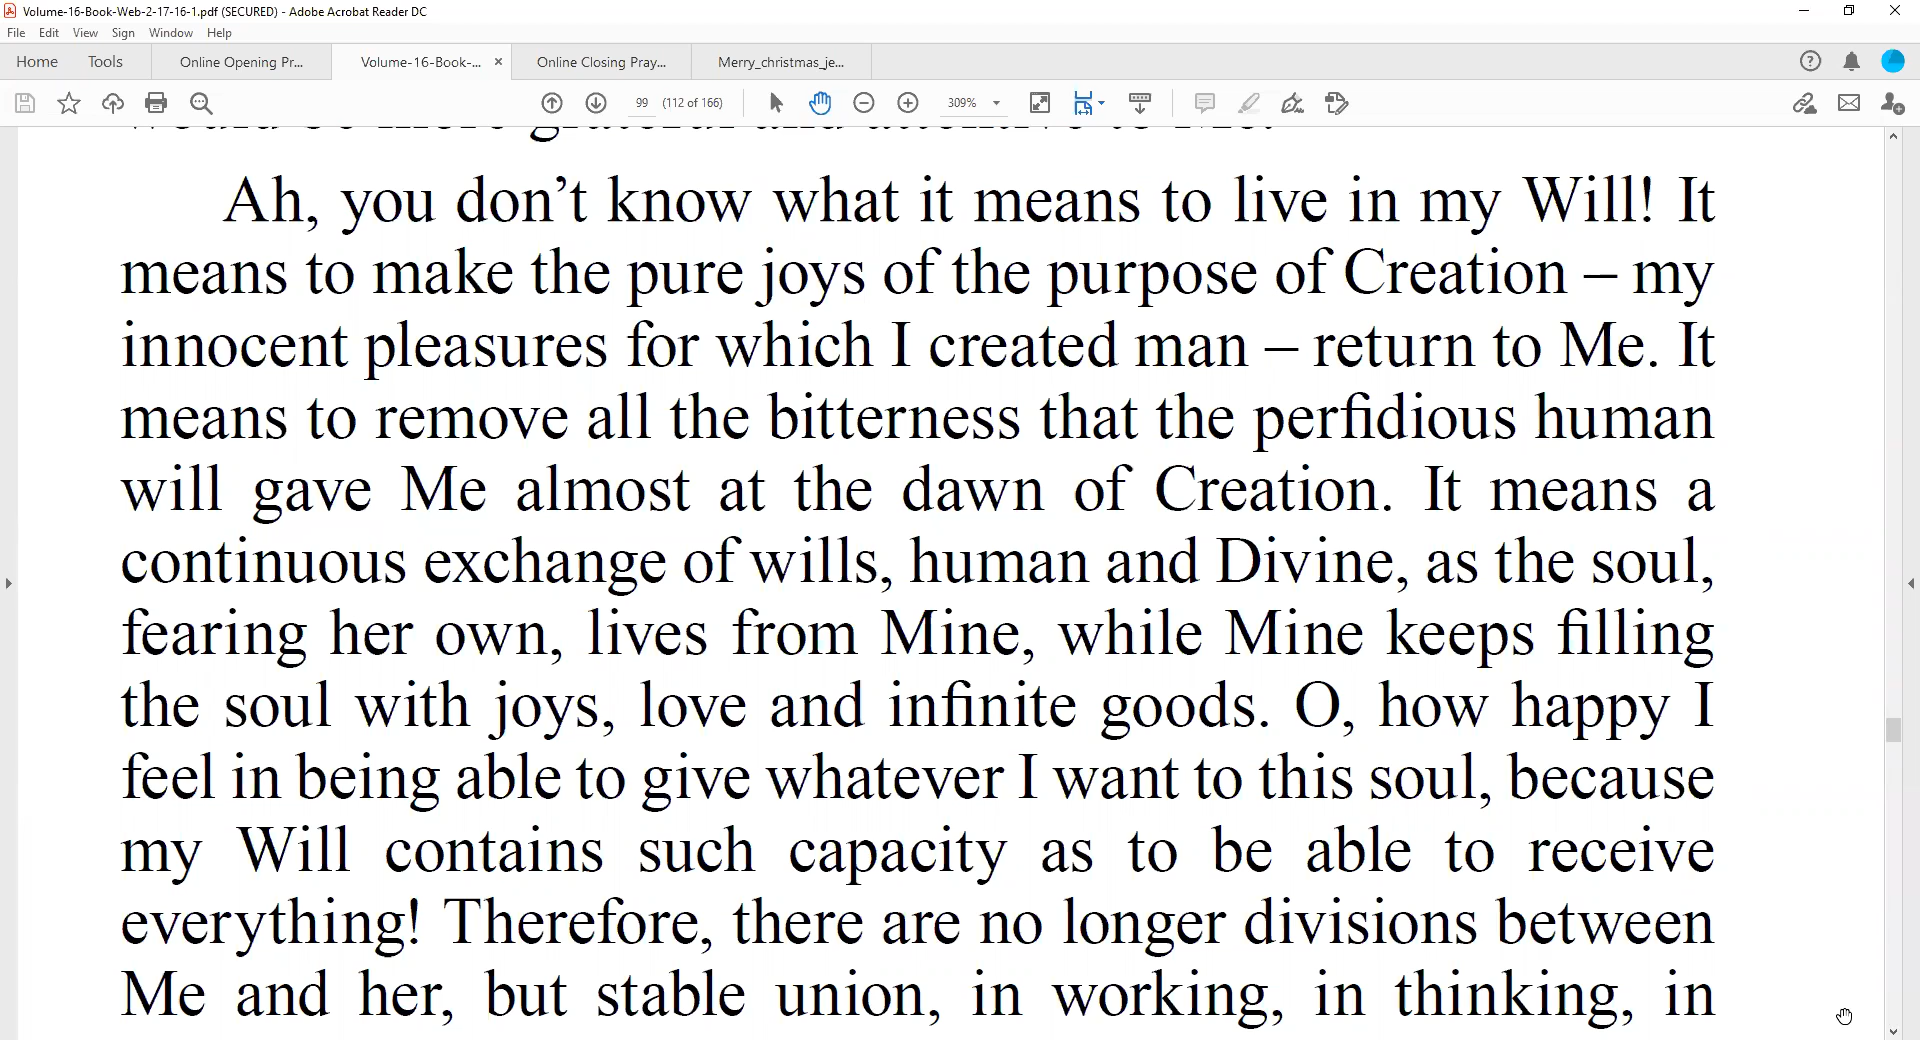 Volume-16-Book-Web-2-17-16-1.pdf (SECURED) - Adobe Acrobat Reader DC
File Edit View Sign Window Help
Home Tools Online Opening Pr... Volume-16-Book-... × Online Closing Pray... Merry_christmas_je...
99 (112 of 166) 309%
would be more grateful and attentive to Me.
Ah, you don’t know what it means to live in my Will! It
means to make the pure joys of the purpose of Creation – my
innocent pleasures for which I created man – return to Me. It
means to remove all the bitterness that the perfidious human
will gave Me almost at the dawn of Creation. It means a
continuous exchange of wills, human and Divine, as the soul,
fearing her own, lives from Mine, while Mine keeps filling
the soul with joys, love and infinite goods. O, how happy I
feel in being able to give whatever I want to this soul, because
my Will contains such capacity as to be able to receive
everything! Therefore, there are no longer divisions between
Me and her, but stable union, in working, in thinking, in